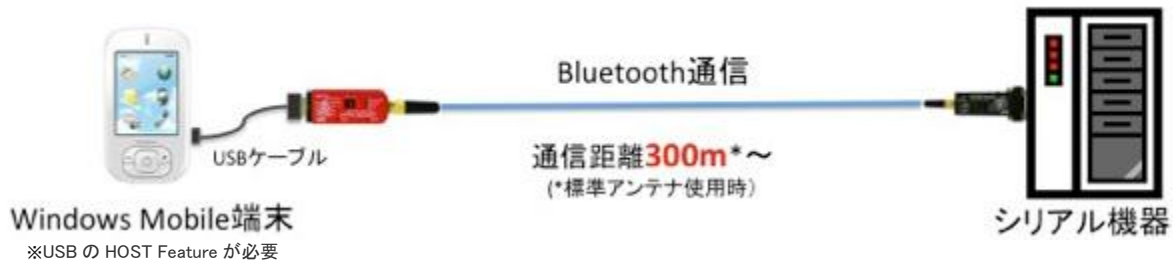 Bluetooth通信
USBケーブル
通信距離300m*～
(*標準アンテナ使用時)
Windows Mobile端末
シリアル機器
※USB の HOST Feature が必要